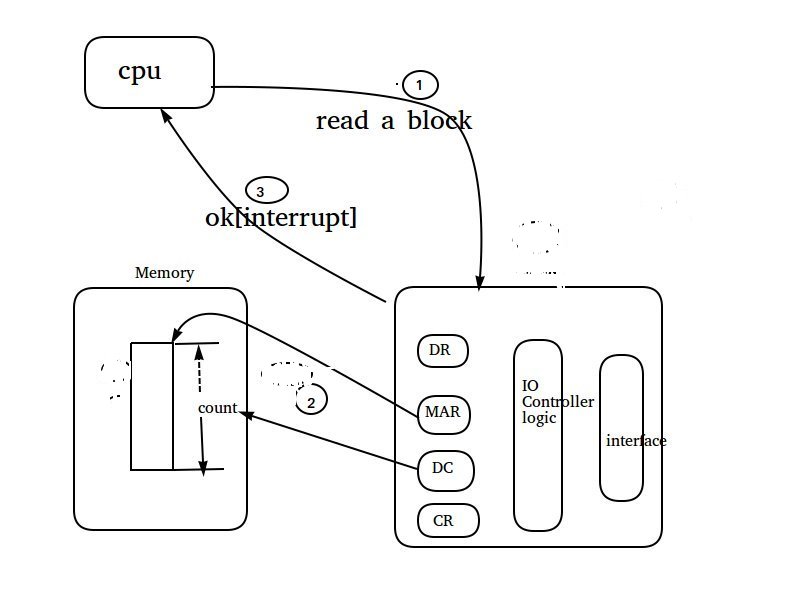 cpu
1
read a block
3
ok[interrupt]
Memory
DR
IO
Controller
logic
MAR
count
2
interface
DC
CR